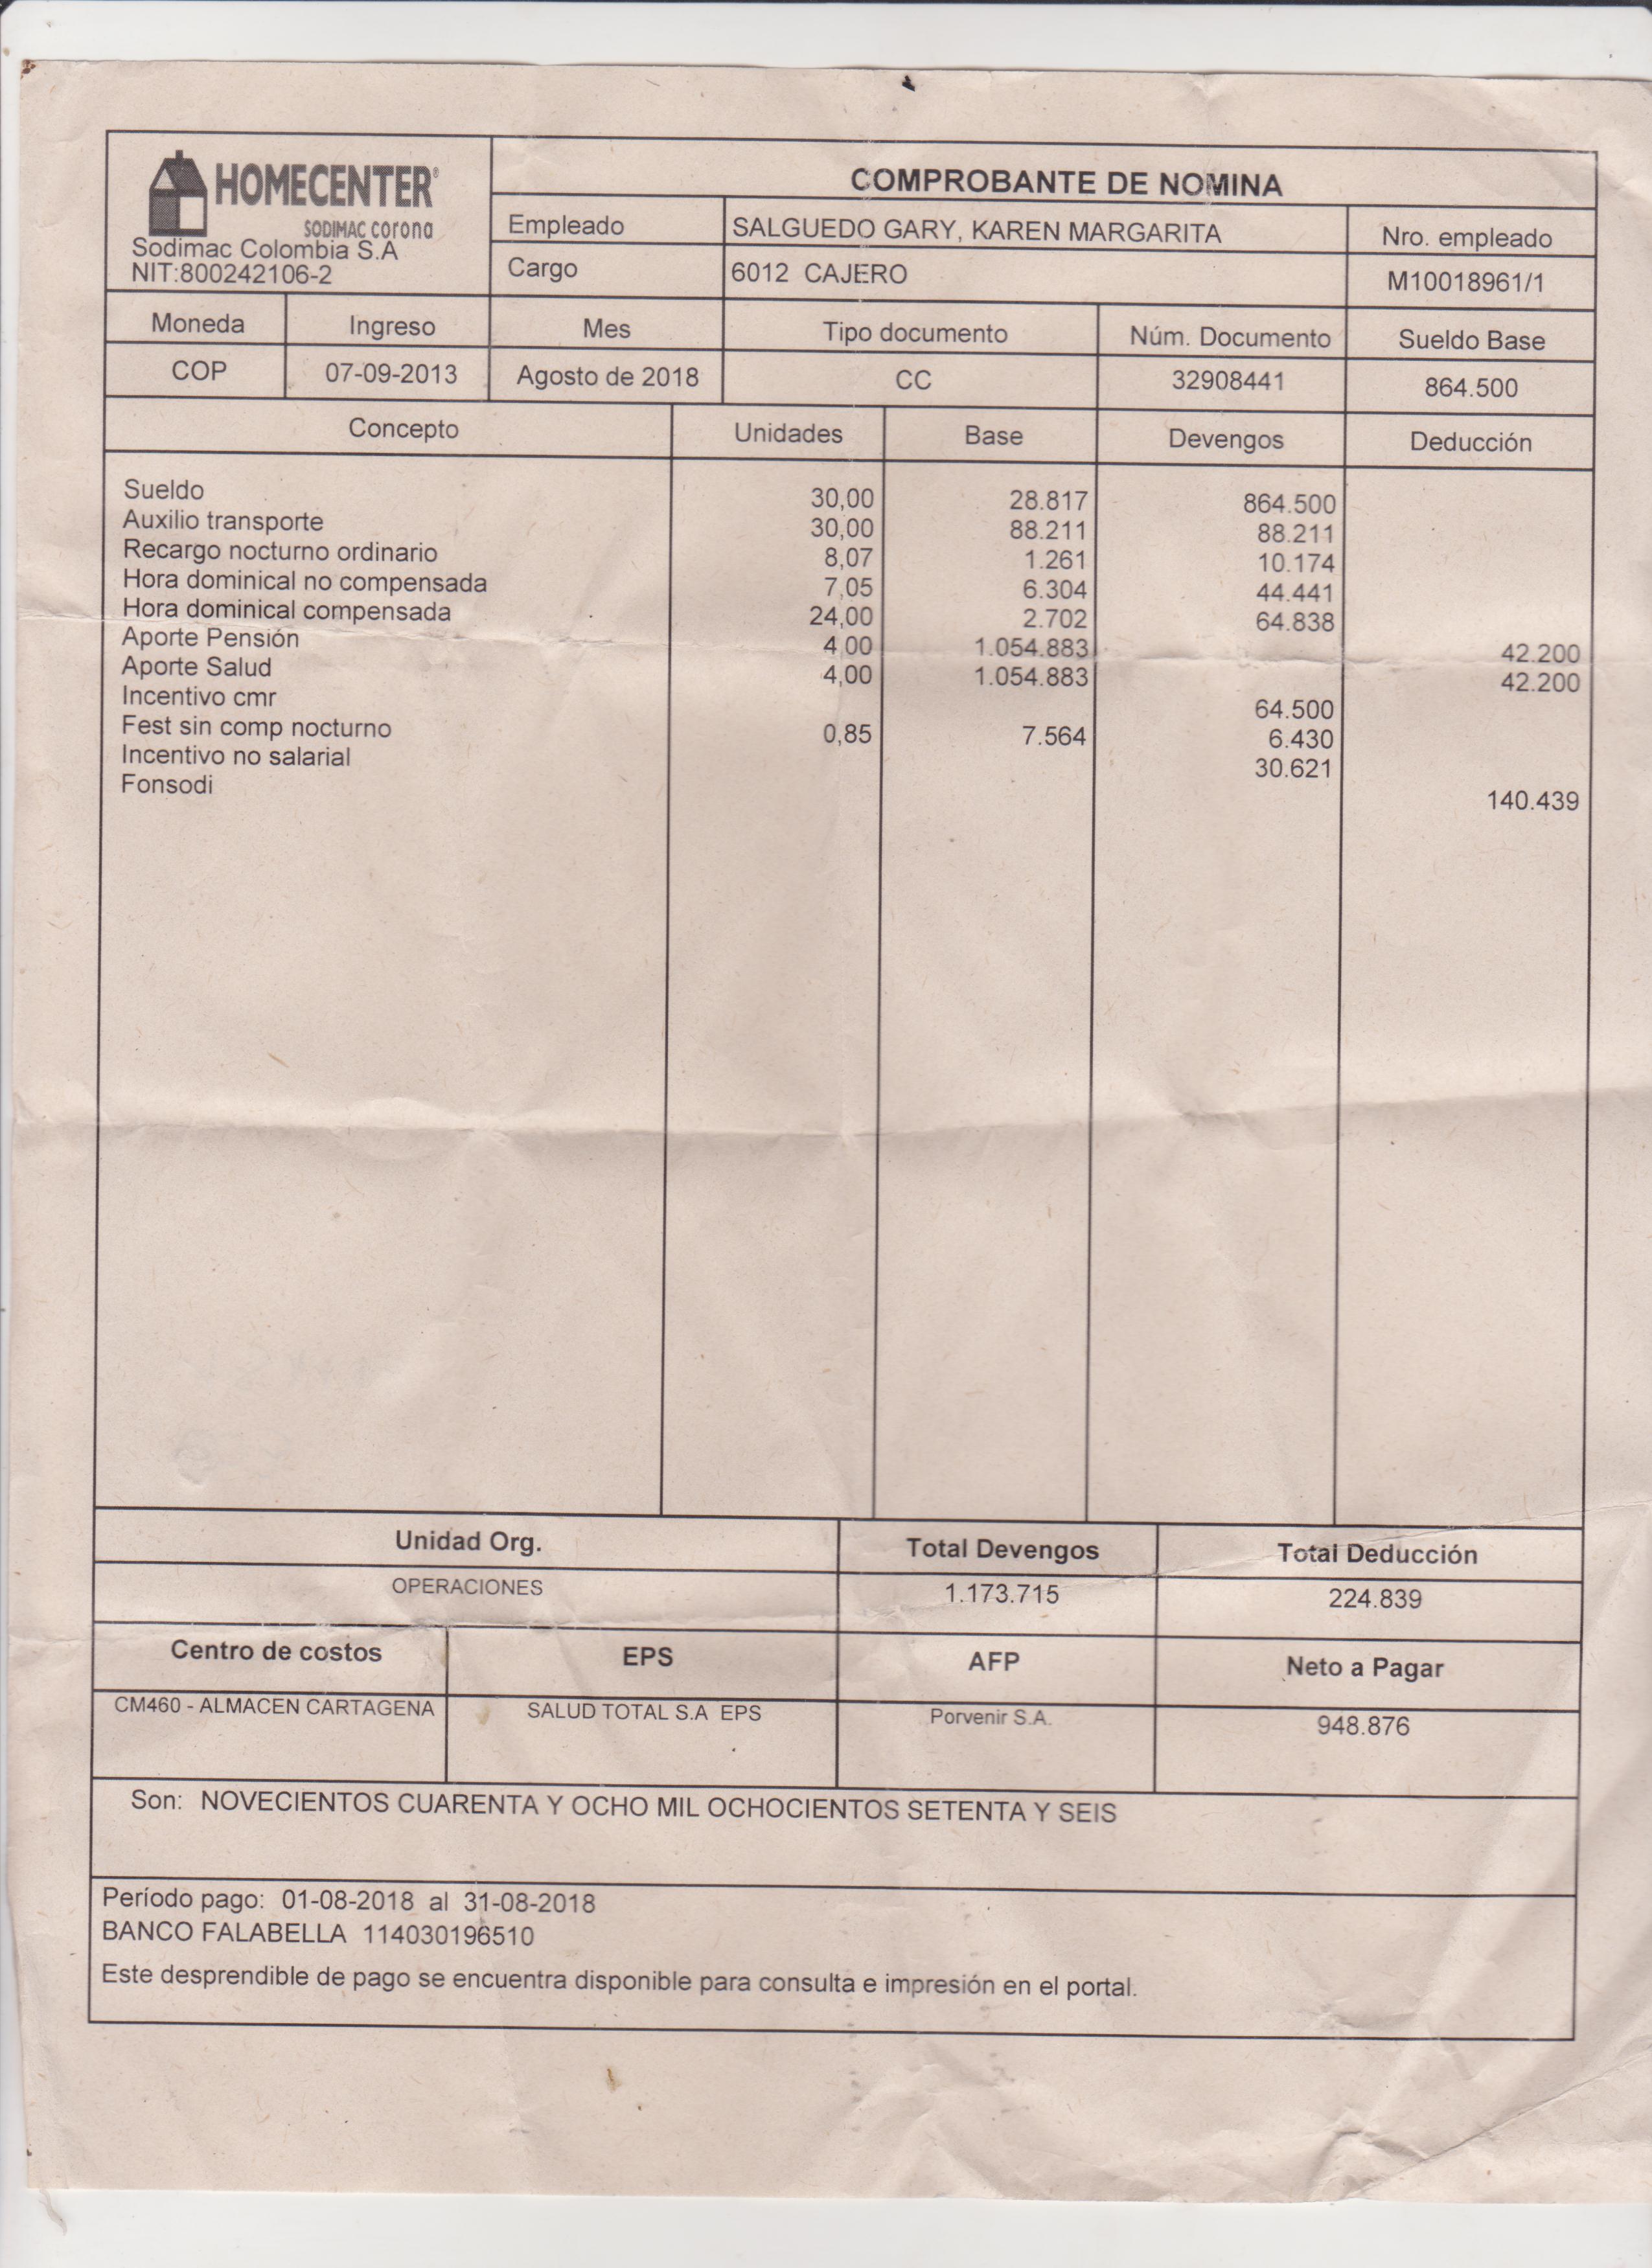 HOMECENTER®
SODIMAC corona
Sodimac Colombia S.A
NIT:800242106-2
COMPROBANTE DE NOMINA
Empleado SALGUEDO GARY, KAREN MARGARITA Nro. empleado
Cargo 6012 CAJERO M10018961/1
Moneda Ingreso Mes Tipo documento Núm. Documento Sueldo Base
COP 07-09-2013 Agosto de 2018 CC 32908441 864.500
Concepto Unidades Base Devengos Deducción
Sueldo 30,00 28.817 864.500
Auxilio transporte 30,00 88.211 88.211
Recargo nocturno ordinario 8,07 1.261 10.174
Hora dominical no compensada 7,05 6.304 44.441
Hora dominical compensada 24,00 2.702 64.838
Aporte Pensión 4,00 1.054.883 42.200
Aporte Salud 4,00 1.054.883 42.200
Incentivo cmr 64.500
Fest sin comp nocturno 0,85 7.564 6.430
Incentivo no salarial 30.621
Fonsodi 140.439
Unidad Org. Total Devengos Total Deducción
OPERACIONES 1.173.715 224.839
Centro de costos EPS AFP Neto a Pagar
CM460 - ALMACEN CARTAGENA SALUD TOTAL S.A EPS Porvenir S.A. 948.876
Son: NOVECIENTOS CUARENTA Y OCHO MIL OCHOCIENTOS SETENTA Y SEIS
Período pago: 01-08-2018 al 31-08-2018
BANCO FALABELLA 114030196510
Este desprendible de pago se encuentra disponible para consulta e impresión en el portal.